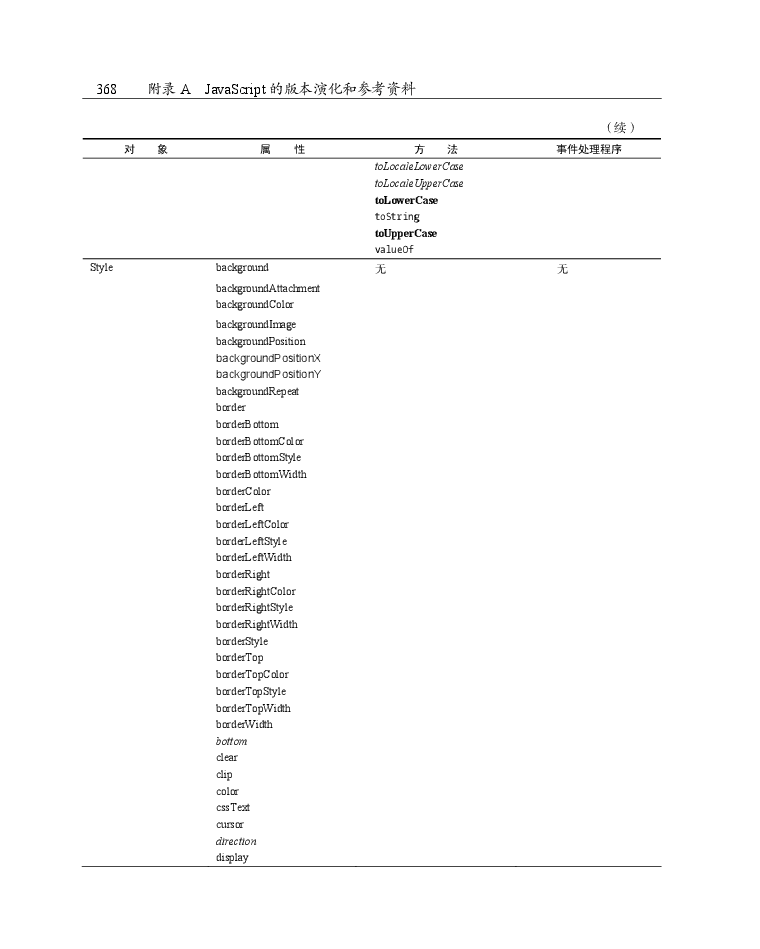 368 附录 A JavaScript 的版本演化和参考资料
（续）
对 象 属 性 方 法 事件处理程序
toLocaleLowerCase
toLocaleUpperCase
toLowerCase
toString
toUpperCase
valueOf
Style background 无 无
backgroundAttachment
backgroundColor
backgroundImage
backgroundPosition
backgroundPositionX
backgroundPositionY
backgroundRepeat
border
borderBottom
borderBottomColor
borderBottomStyle
borderBottomWidth
borderColor
borderLeft
borderLeftColor
borderLeftStyle
borderLeftWidth
borderRight
borderRightColor
borderRightStyle
borderRightWidth
borderStyle
borderTop
borderTopColor
borderTopStyle
borderTopWidth
borderWidth
bottom
clear
clip
color
cssText
cursor
direction
display